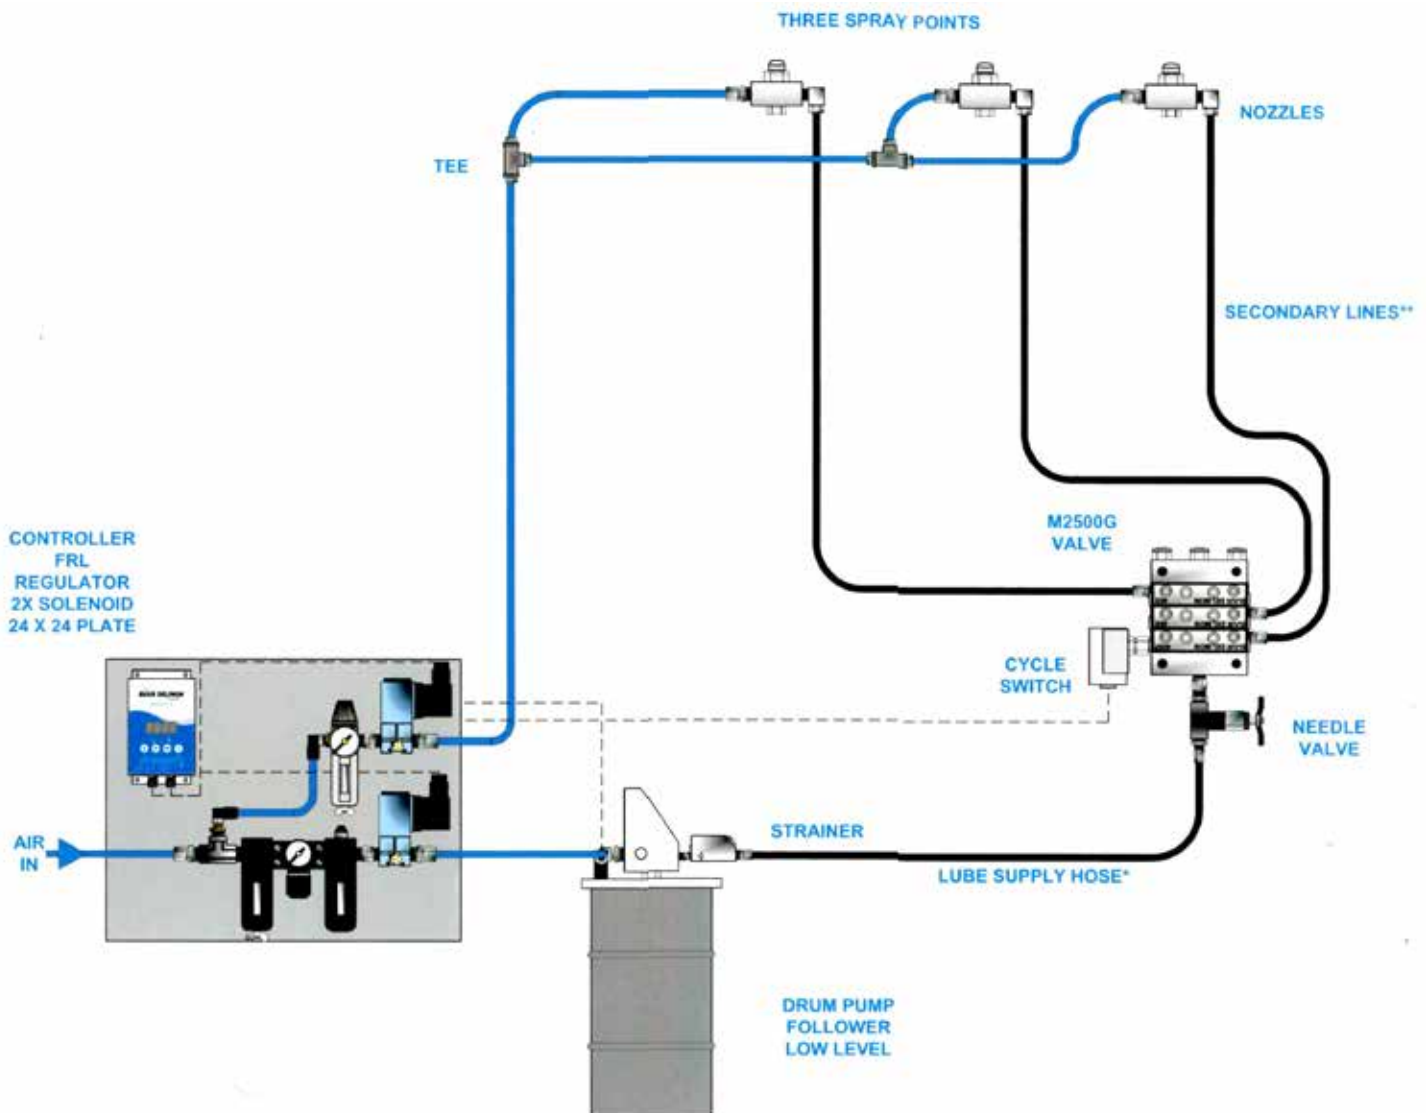 THREE SPRAY POINTS
NOZZLES
TEE
SECONDARY LINES**
M2500G
VALVE
CONTROLLER
FRL
REGULATOR
2X SOLENOID
24 X 24 PLATE
CYCLE
SWITCH
NEEDLE
VALVE
AIR
IN
STRAINER
LUBE SUPPLY HOSE*
DRUM PUMP
FOLLOWER
LOW LEVEL